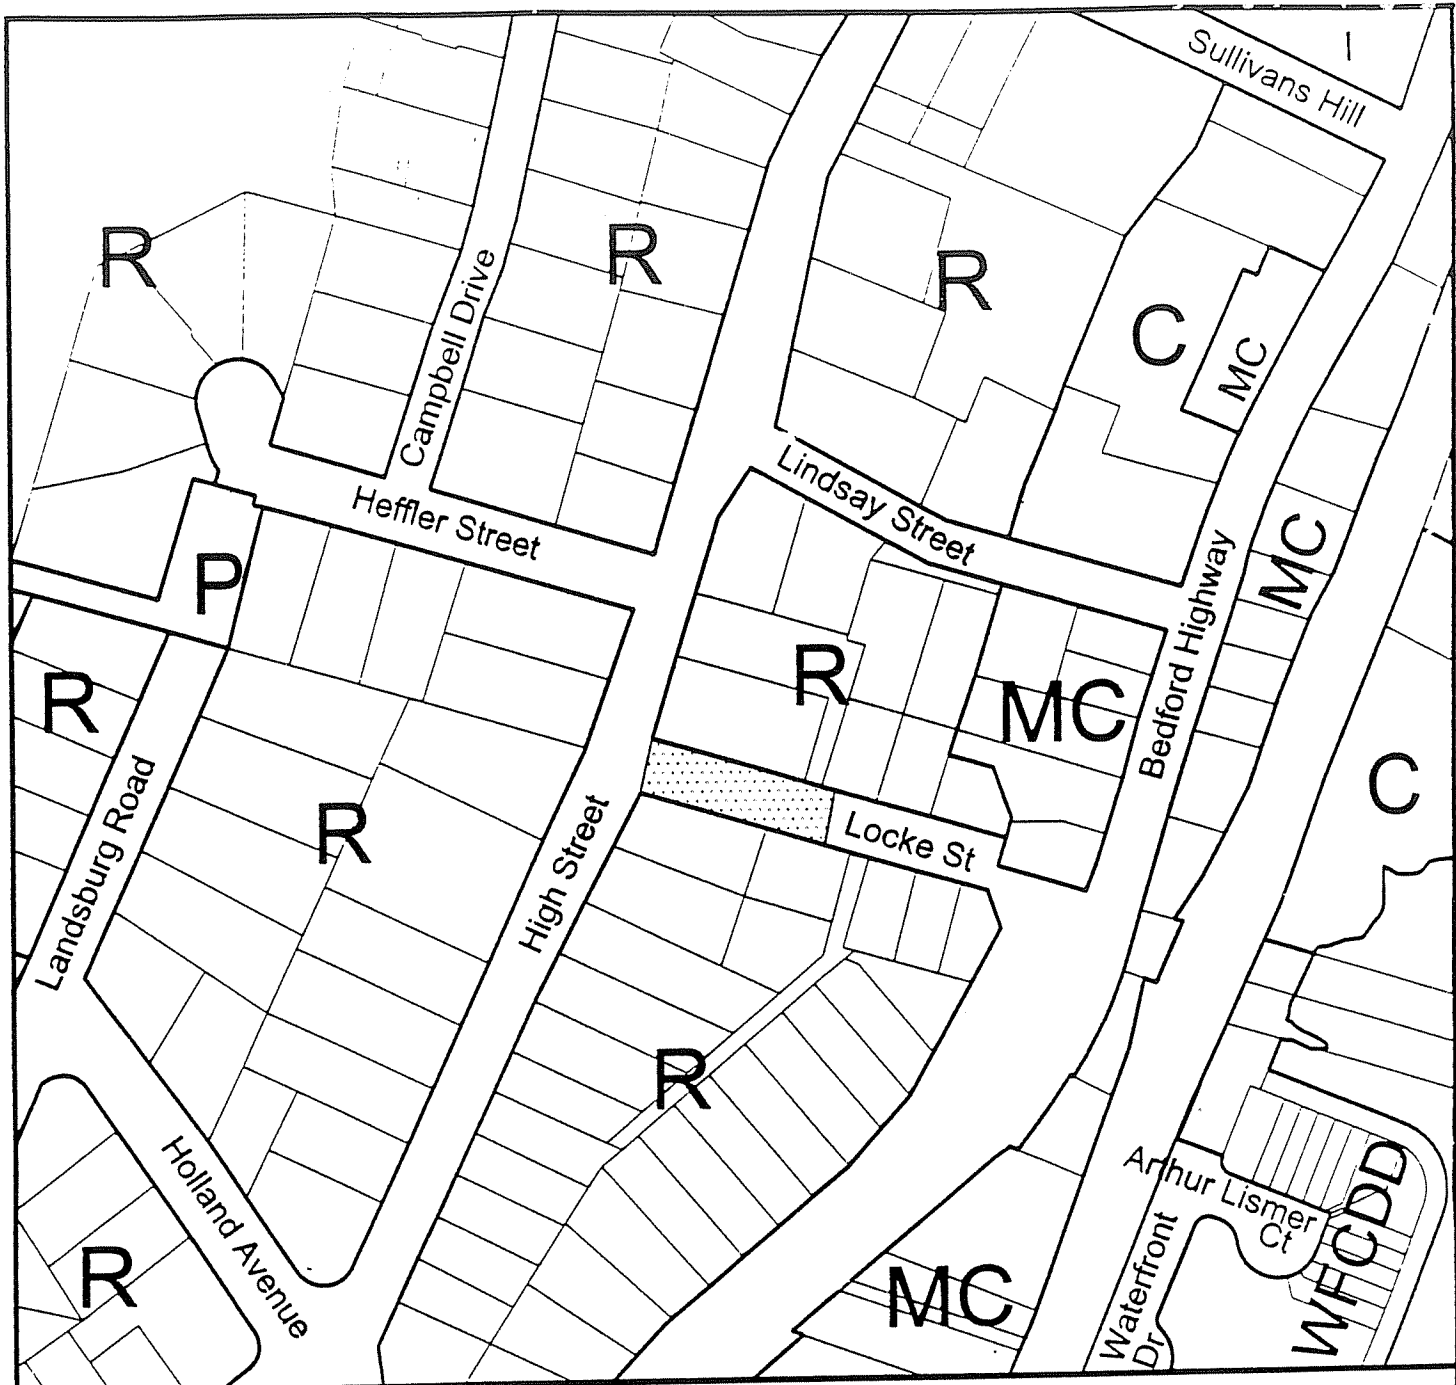 Sullivans Hill
I
R
R
R
C
MC
Campbell Drive
Lindsay Street
Heffler Street
MC
P
Bedford Highway
R
R
MC
C
Landsburg Road
R
High Street
Locke St
R
Arthur Lismer
Ct
Holland Avenue
WFCDD
R
MC
Waterfront
Dr